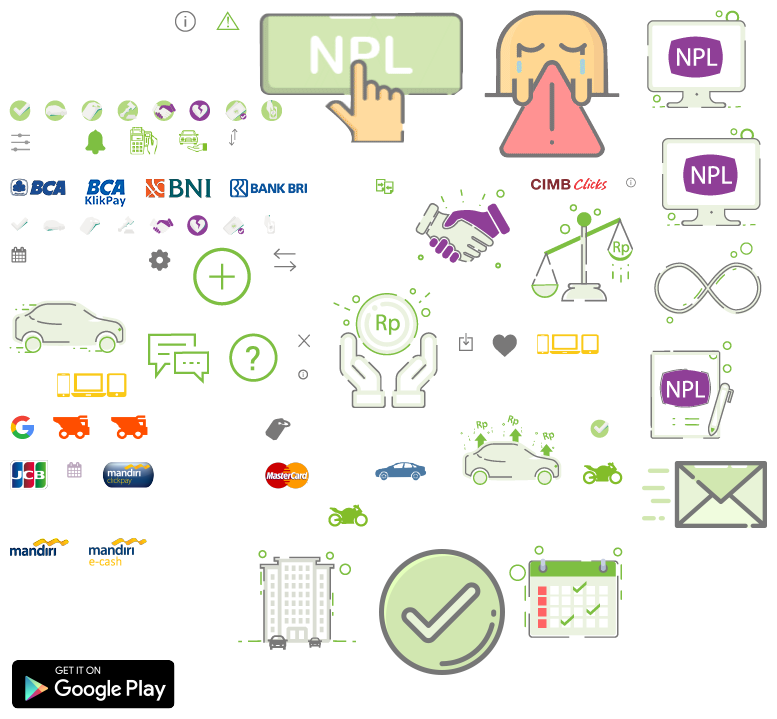 NPL
NPL
NPL
BCA
BCA
KlikPay
BNI
BANK BRI
CIMB Clicks
Rp
Rp
NPL
Rp
Rp
Rp
G
JCB
mandiri
clickpay
MasterCard
mandiri
mandiri
e-cash
GET IT ON
Google Play